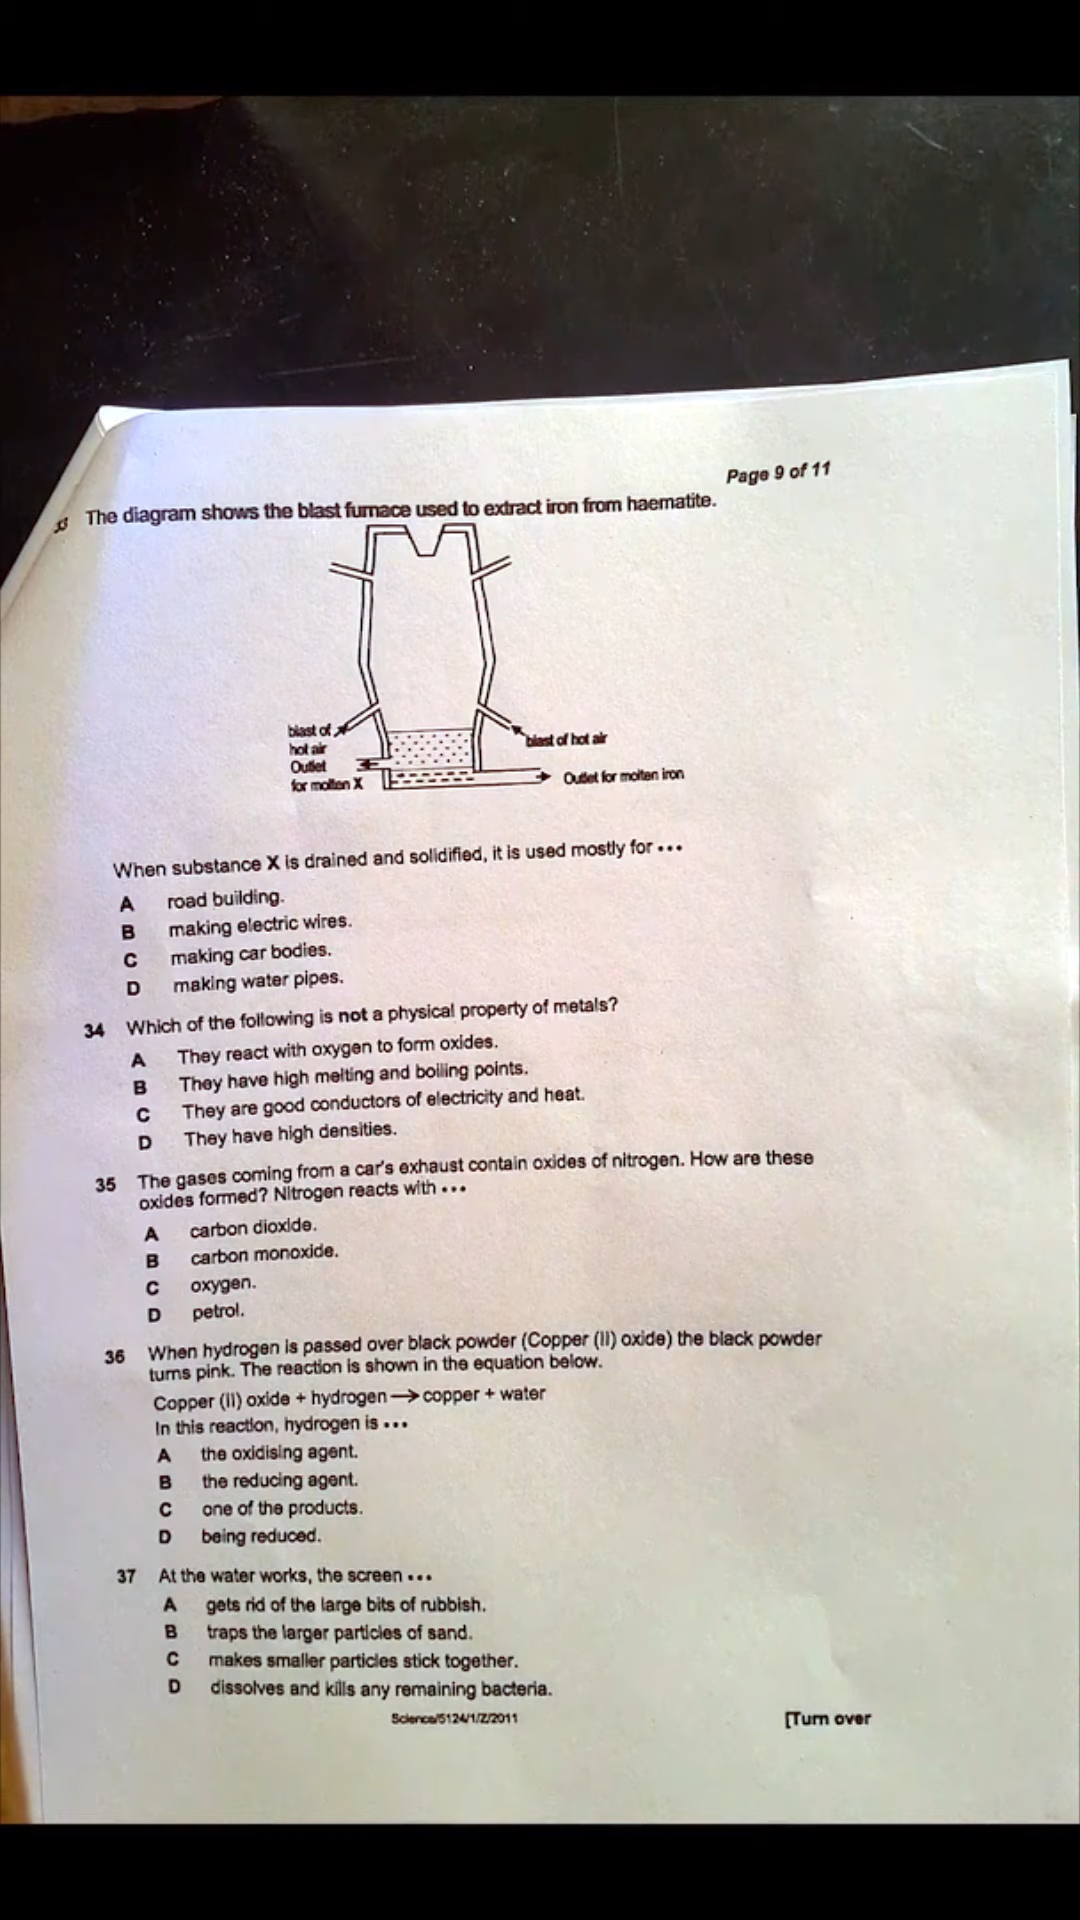 Page 9 of 11
33 The diagram shows the blast furnace used to extract iron from haematite.
blast of
hot air
Outlet
for molten X
blast of hot air
Outlet for molten iron
When substance X is drained and solidified, it is used mostly for •••
A road building.
B making electric wires.
C making car bodies.
D making water pipes.
34 Which of the following is not a physical property of metals?
A They react with oxygen to form oxides.
B They have high melting and boiling points.
C They are good conductors of electricity and heat.
D They have high densities.
35 The gases coming from a car's exhaust contain oxides of nitrogen. How are these
oxides formed? Nitrogen reacts with •••
A carbon dioxide.
B carbon monoxide.
C oxygen.
D petrol.
36 When hydrogen is passed over black powder (Copper (II) oxide) the black powder
turns pink. The reaction is shown in the equation below.
Copper (II) oxide + hydrogen → copper + water
In this reaction, hydrogen is •••
A the oxidising agent.
B the reducing agent.
C one of the products.
D being reduced.
37 At the water works, the screen •••
A gets rid of the large bits of rubbish.
B traps the larger particles of sand.
C makes smaller particles stick together.
D dissolves and kills any remaining bacteria.
Science/5124/1/Z/2011
[Turn over